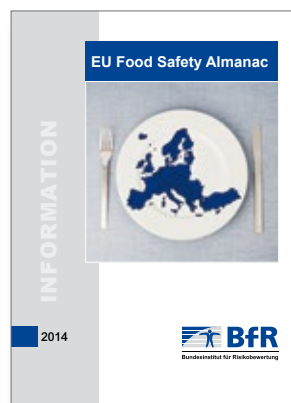 EU Food Safety Almanac
INFORMATION
2014
BfR
Bundesinstitut für Risikobewertung